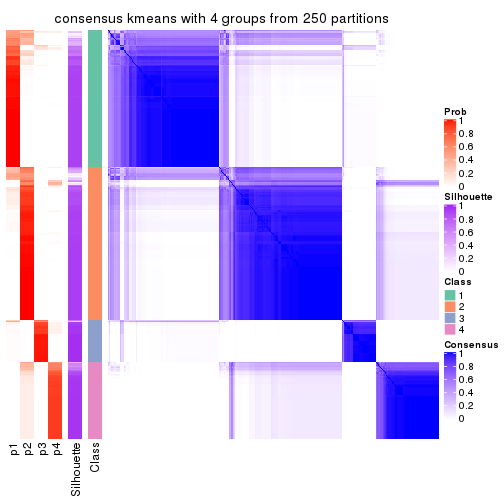 consensus kmeans with 4 groups from 250 partitions
Prob
1
0.8
0.6
0.4
0.2
0
Silhouette
1
0.8
0.6
0.4
0.2
0
Class
1
2
3
4
Consensus
1
0.8
0.6
0.4
0.2
0
p1
p2
p3
p4
Silhouette
Class